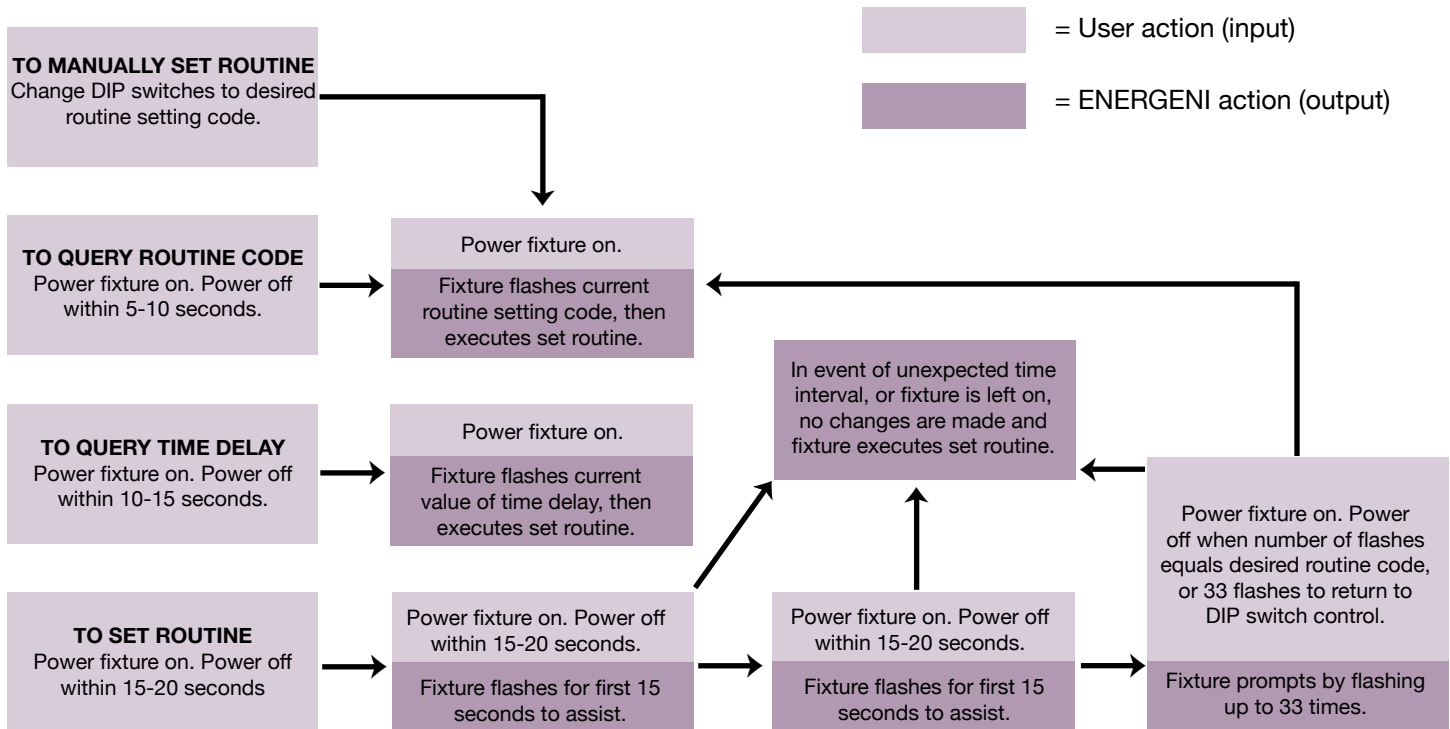 = User action (input)
= ENERGENI action (output)
TO MANUALLY SET ROUTINE
Change DIP switches to desired
routine setting code.
TO QUERY ROUTINE CODE
Power fixture on. Power off
within 5-10 seconds.
Power fixture on.
Fixture flashes current
routine setting code, then
executes set routine.
In event of unexpected time
interval, or fixture is left on,
no changes are made and
fixture executes set routine.
TO QUERY TIME DELAY
Power fixture on. Power off
within 10-15 seconds.
Power fixture on.
Fixture flashes current
value of time delay, then
executes set routine.
TO SET ROUTINE
Power fixture on. Power off
within 15-20 seconds
Power fixture on. Power off
within 15-20 seconds.
Fixture flashes for first 15
seconds to assist.
Power fixture on. Power off
within 15-20 seconds.
Fixture flashes for first 15
seconds to assist.
Power fixture on. Power
off when number of flashes
equals desired routine code,
or 33 flashes to return to
DIP switch control.
Fixture prompts by flashing
up to 33 times.